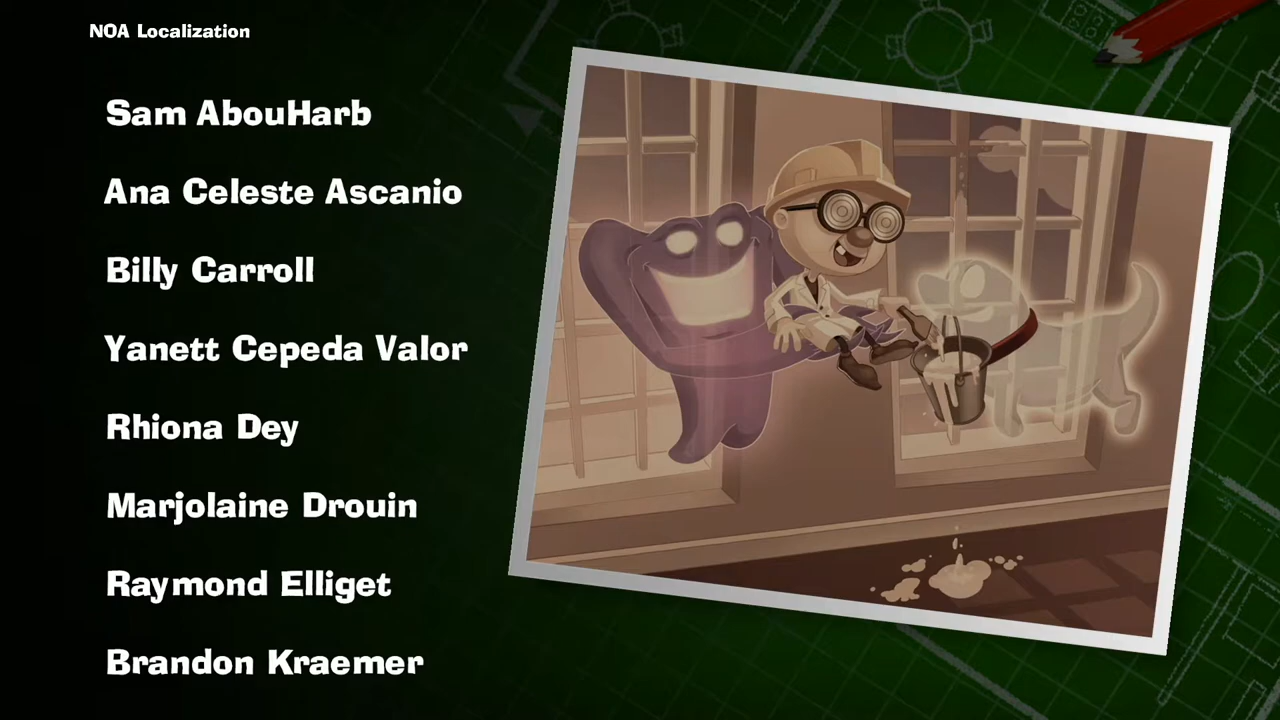 NOA Localization
Sam AbouHarb
Ana Celeste Ascanio
Billy Carroll
Yanett Cepeda Valor
Rhiona Dey
Marjolaine Drouin
Raymond Elliget
Brandon Kraemer